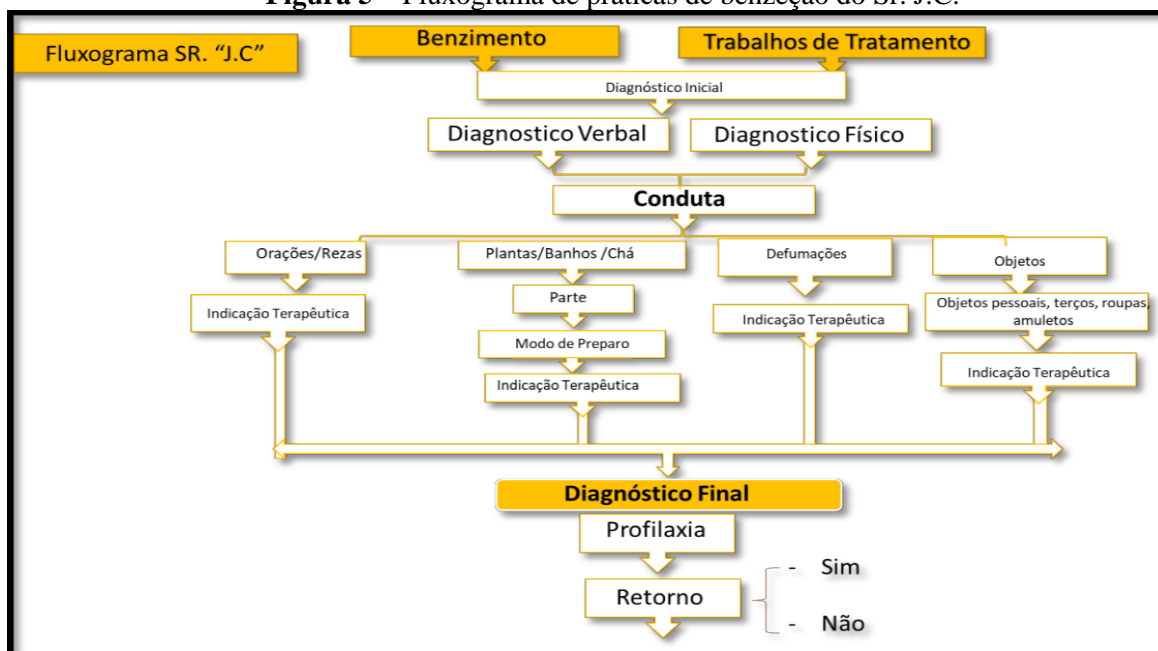 Figura 3 – Fluxograma de práticas de benzeção do Sr. J.C.
Fluxograma SR. “J.C”
Benzimento
Trabalhos de Tratamento
Diagnóstico Inicial
Diagnostico Verbal
Diagnostico Físico
Conduta
Orações/Rezas
Plantas/Banhos /Chá
Defumações
Objetos
Indicação Terapêutica
Parte
Modo de Preparo
Indicação Terapêutica
Indicação Terapêutica
Objetos pessoais, terços, roupas,
amuletos
Indicação Terapêutica
Diagnóstico Final
Profilaxia
Retorno
- Sim
- Não